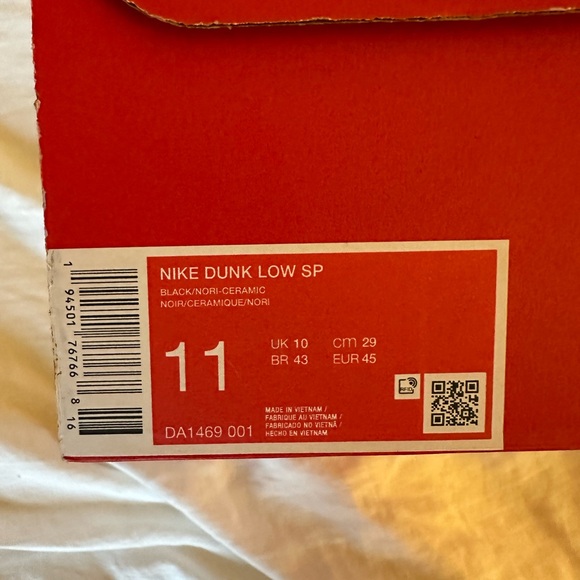 NIKE DUNK LOW SP
BLACK/NORI-CERAMIC
NOIR/CERAMIQUE/NORI
11
UK 10 CM 29
BR 43 EUR 45
RFID
DA1469 001
MADE IN VIETNAM /
FABRIQUE AU VIETNAM /
FABRICADO NO VIETNÃ /
HECHO EN VIETNAM
1 94501 76766 8 16